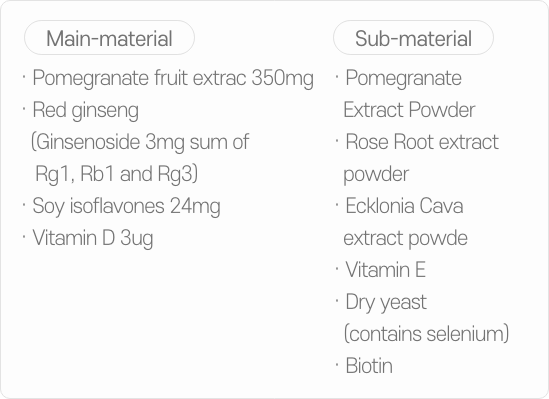 Main-material
· Pomegranate fruit extrac 350mg
· Red ginseng
(Ginsenoside 3mg sum of
Rg1, Rb1 and Rg3)
· Soy isoflavones 24mg
· Vitamin D 3ug
Sub-material
· Pomegranate
Extract Powder
· Rose Root extract
powder
· Ecklonia Cava
extract powde
· Vitamin E
· Dry yeast
(contains selenium)
· Biotin